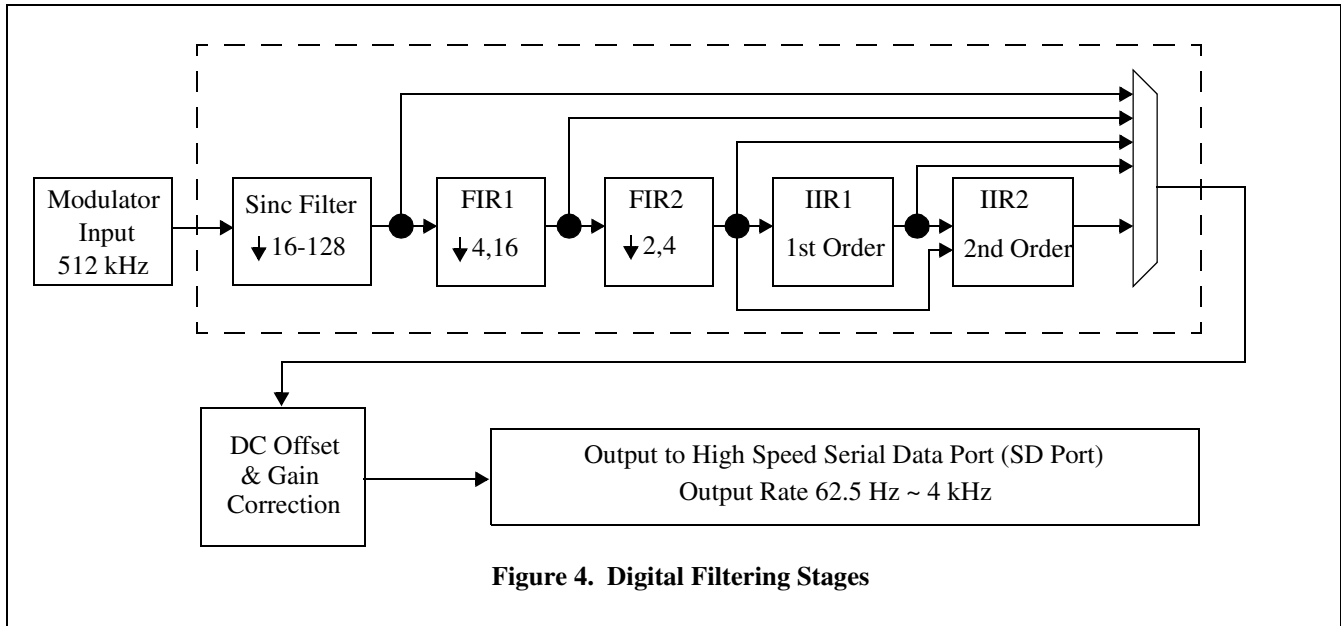 Modulator
Input
512 kHz
Sinc Filter
↓ 16-128
FIR1
↓ 4,16
FIR2
↓ 2,4
IIR1
1st Order
IIR2
2nd Order
DC Offset
& Gain
Correction
Output to High Speed Serial Data Port (SD Port)
Output Rate 62.5 Hz ~ 4 kHz
Figure 4. Digital Filtering Stages